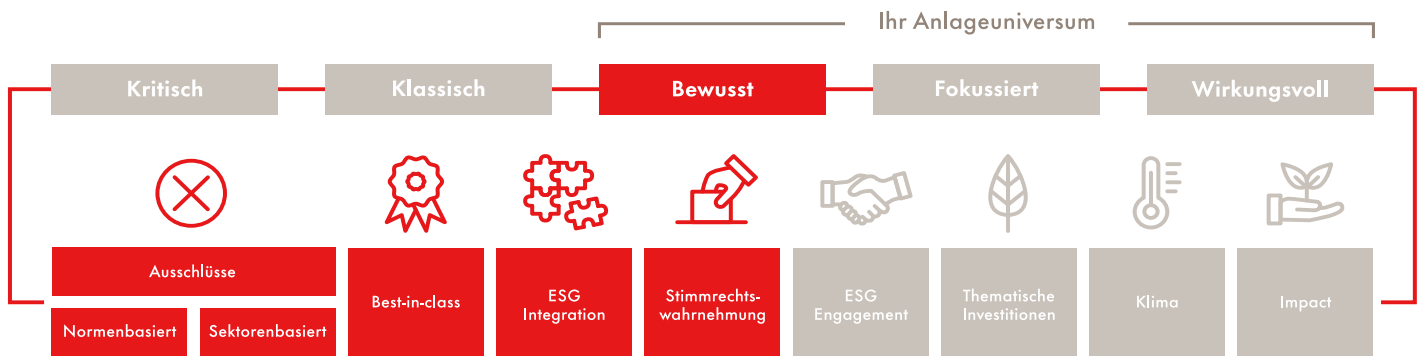 Ihr Anlageuniversum
Kritisch
Klassisch
Bewusst
Fokussiert
Wirkungsvoll
Ausschlüsse
Normenbasiert
Sektorenbasiert
Best-in-class
ESG
Integration
Stimmrechts-
wahrnehmung
ESG
Engagement
Thematische
Investitionen
Klima
Impact